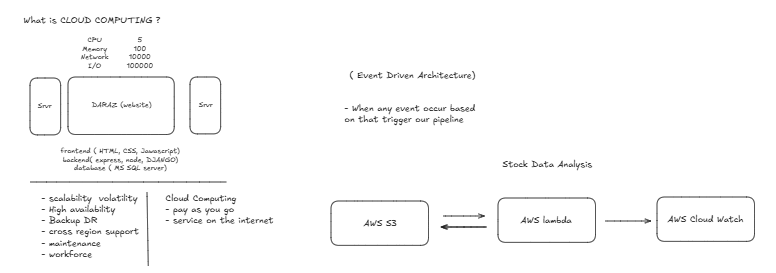 What is CLOUD COMPUTING ?
CPU 5
Memory 100
Network 10000
I/O 100000
Srvr
DARAZ (website)
Srvr
frontend ( HTML, CSS, Javascript)
backend( express, node, DJANGO)
database ( MS SQL server)
- scalability volatility
- High availability
- Backup DR
- cross region support
- maintenance
- workforce
Cloud Computing
- pay as you go
- service on the internet
( Event Driven Architecture)
- When any event occur based
on that trigger our pipeline
Stock Data Analysis
AWS S3
AWS lambda
AWS Cloud Watch